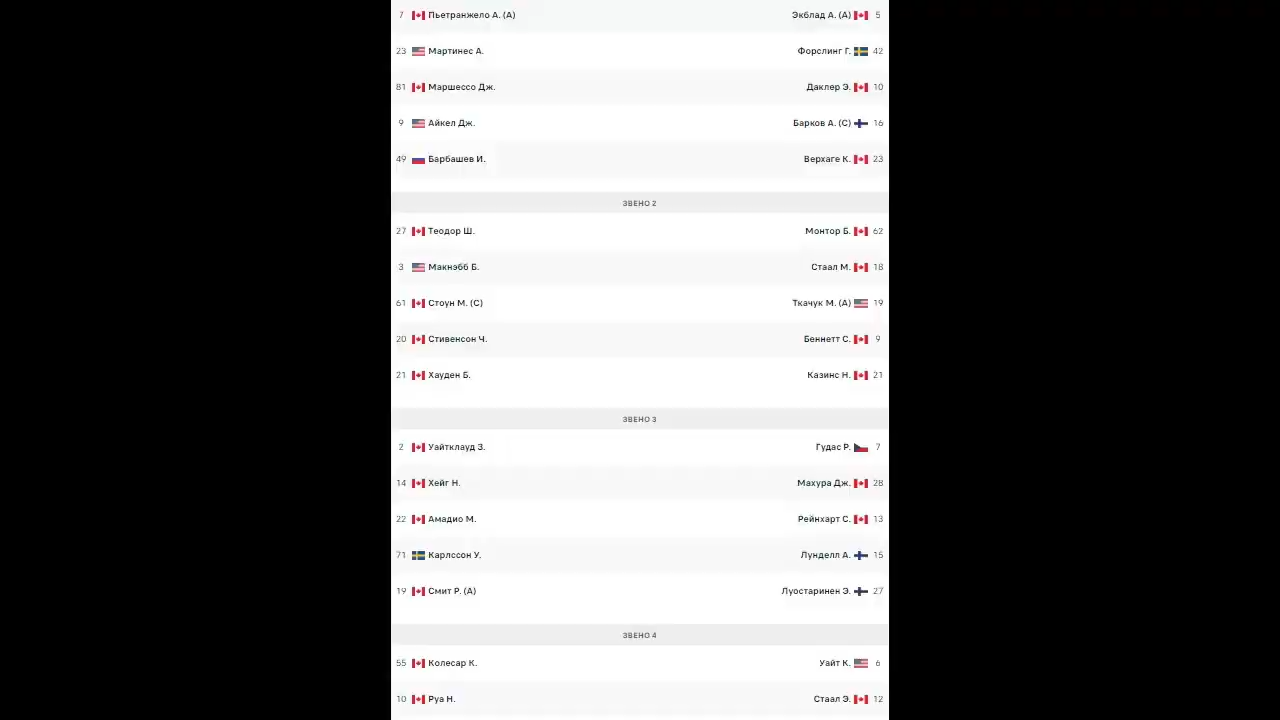 7 Пьетранжело А. (А) Экблад А. (А) 5
23 Мартинес А. Форслинг Г. 42
81 Маршессо Дж. Даклер Э. 10
9 Айкел Дж. Барков А. (С) 16
49 Барбашев И. Верхаге К. 23
ЗВЕНО 2
27 Теодор Ш. Монтор Б. 62
3 Макнэбб Б. Стаал М. 18
61 Стоун М. (С) Ткачук М. (А) 19
20 Стивенсон Ч. Беннетт С. 9
21 Хауден Б. Казинс Н. 21
ЗВЕНО 3
2 Уайтклауд З. Гудас Р. 7
14 Хейг Н. Махура Дж. 28
22 Амадио М. Рейнхарт С. 13
71 Карлссон У. Лунделл А. 15
19 Смит Р. (А) Луостаринен Э. 27
ЗВЕНО 4
55 Колесар К. Уайт К. 6
10 Руа Н. Стаал Э. 12